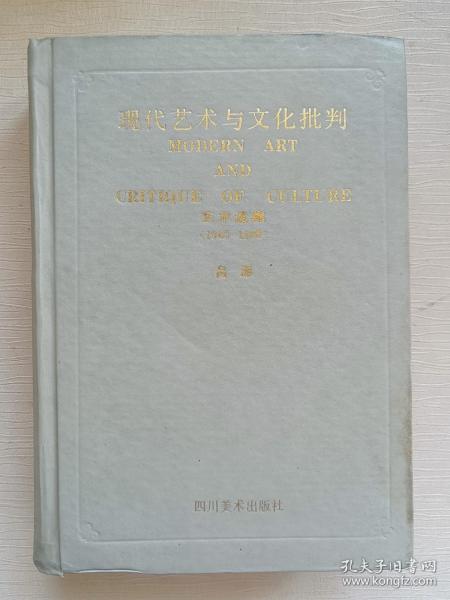 现代艺术与文化批判
MODERN ART
AND
CRITIQUE OF CULTURE
吕澎
四川美术出版社
孔夫子旧书网
www.kongfz.com